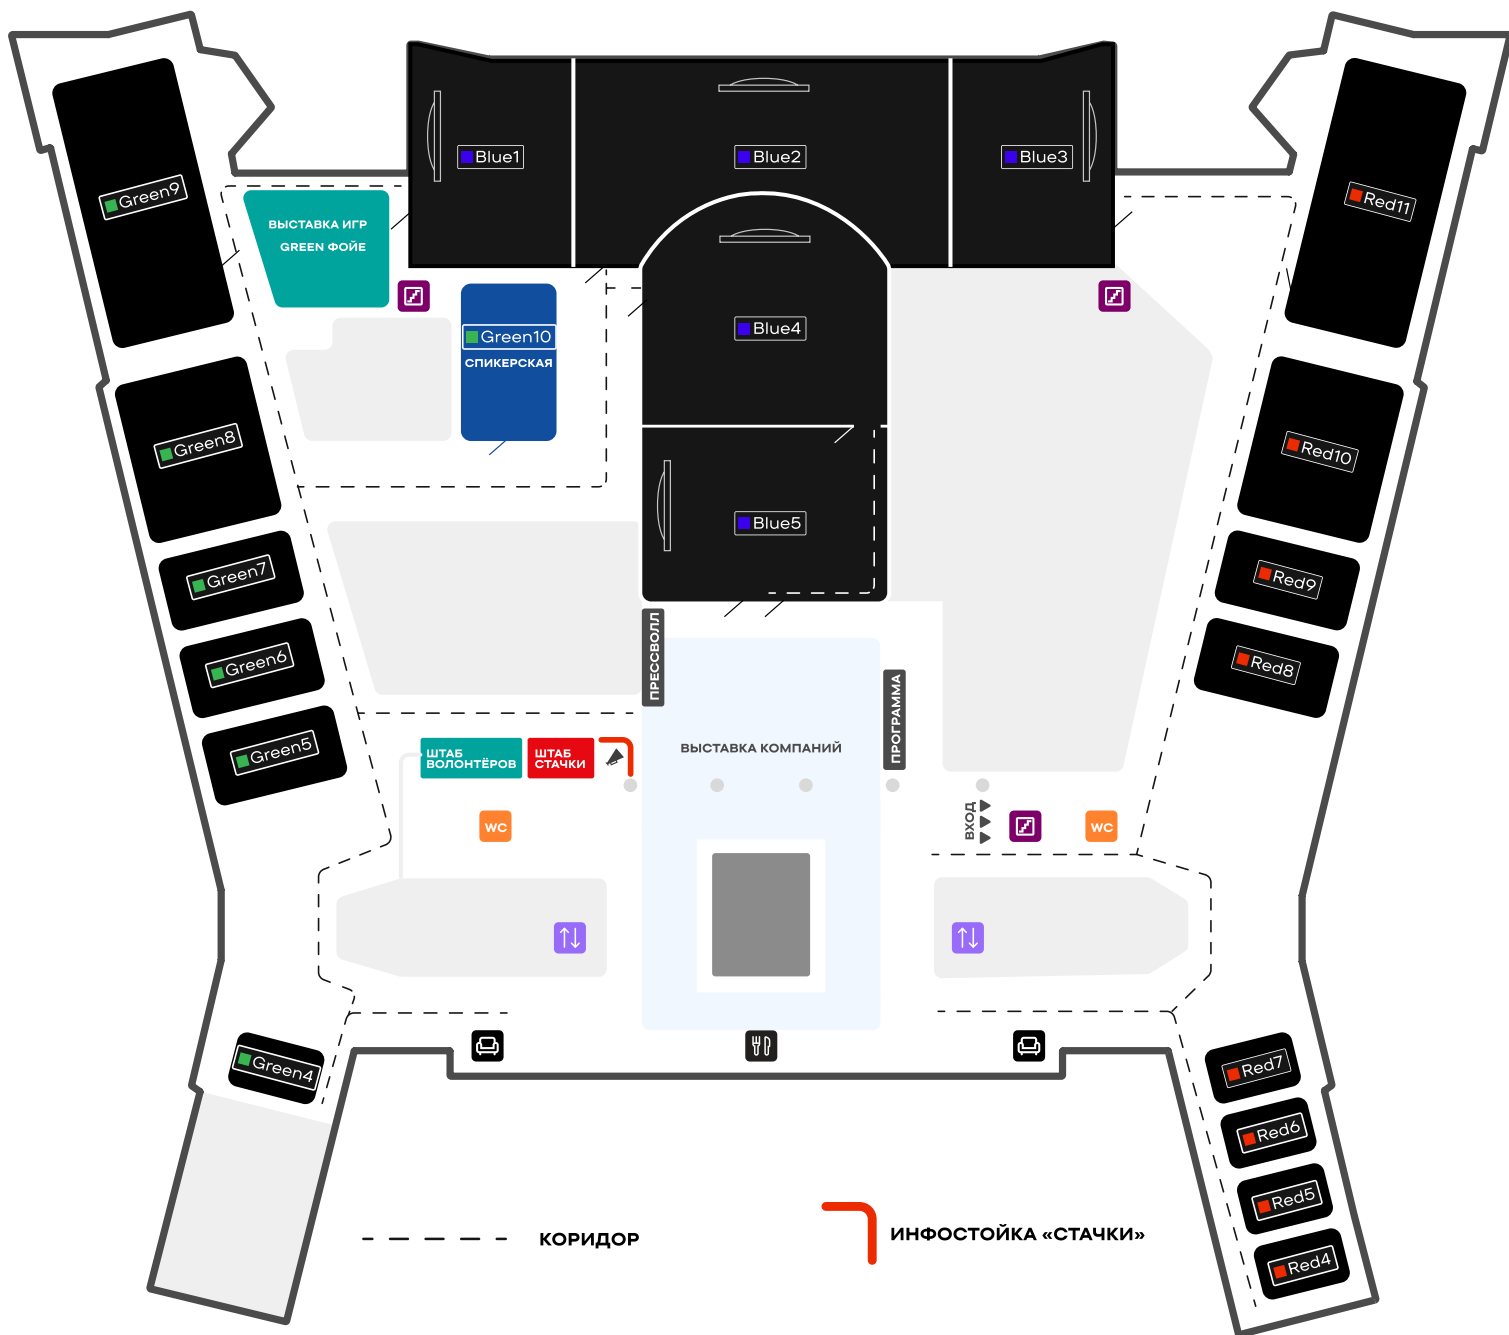 Blue1
Blue2
Blue3
Green9
Red11
ВЫСТАВКА ИГР
GREEN ФОЙЕ
Green10
СПИКЕРСКАЯ
Blue4
Green8
Red10
Blue5
Green7
Red9
Green6
Red8
ПРЕССВОЛЛ
ПРОГРАММА
Green5
ВЫСТАВКА КОМПАНИЙ
ШТАБ
ВОЛОНТЁРОВ
ШТАБ
СТАЧКИ
WC
ВХОД
WC
Green4
Red7
Red6
Red5
Red4
КОРИДОР
ИНФОСТОЙКА «СТАЧКИ»